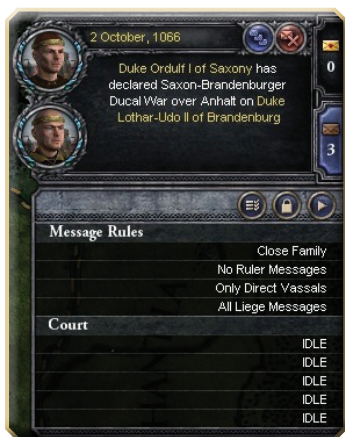 2 October, 1066
0
Duke Ordulf I of Saxony has
declared Saxon-Brandenburger
Ducal War over Anhalt on Duke
Lothar-Udo II of Brandenburg
3
Message Rules
Close Family
No Ruler Messages
Only Direct Vassals
All Liege Messages
Court
IDLE
IDLE
IDLE
IDLE
IDLE